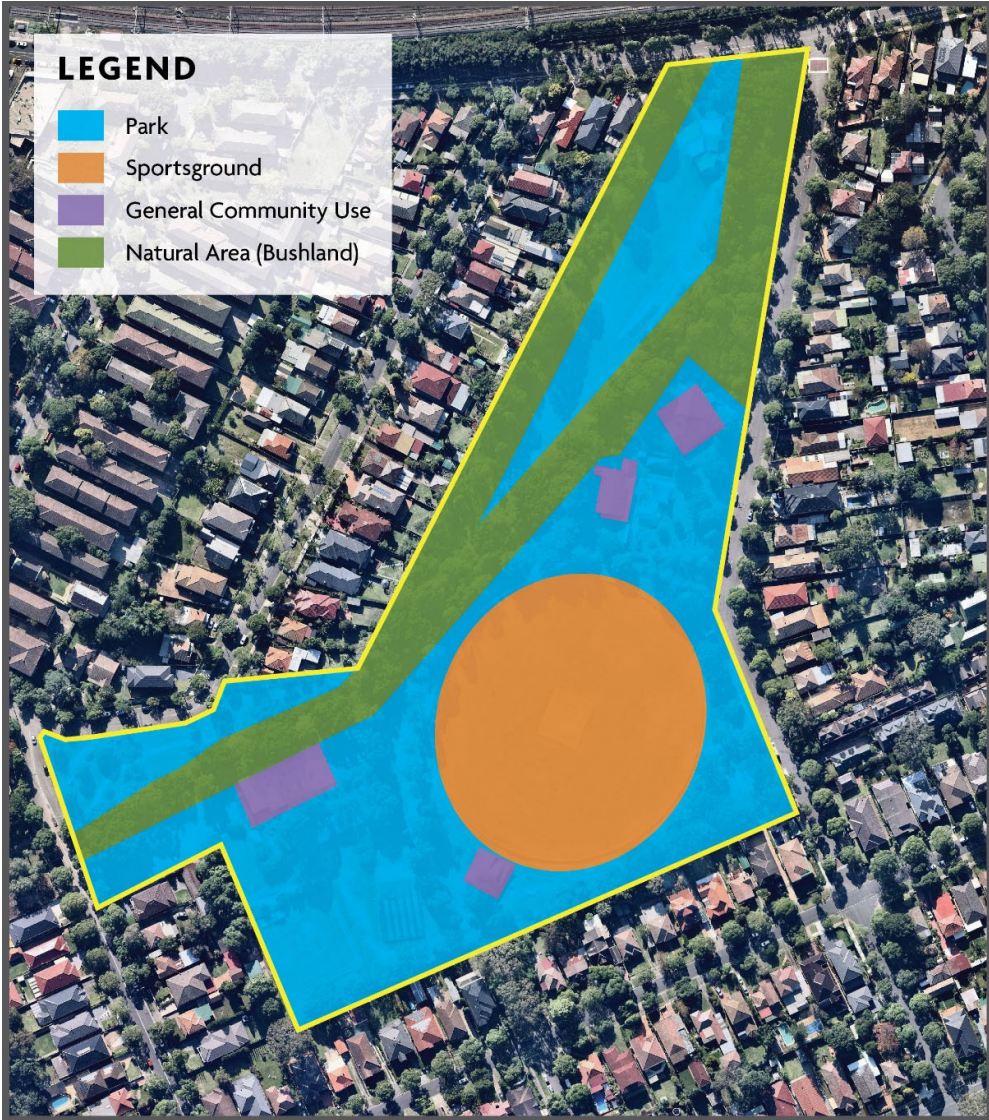 LEGEND
Park
Sportsground
General Community Use
Natural Area (Bushland)